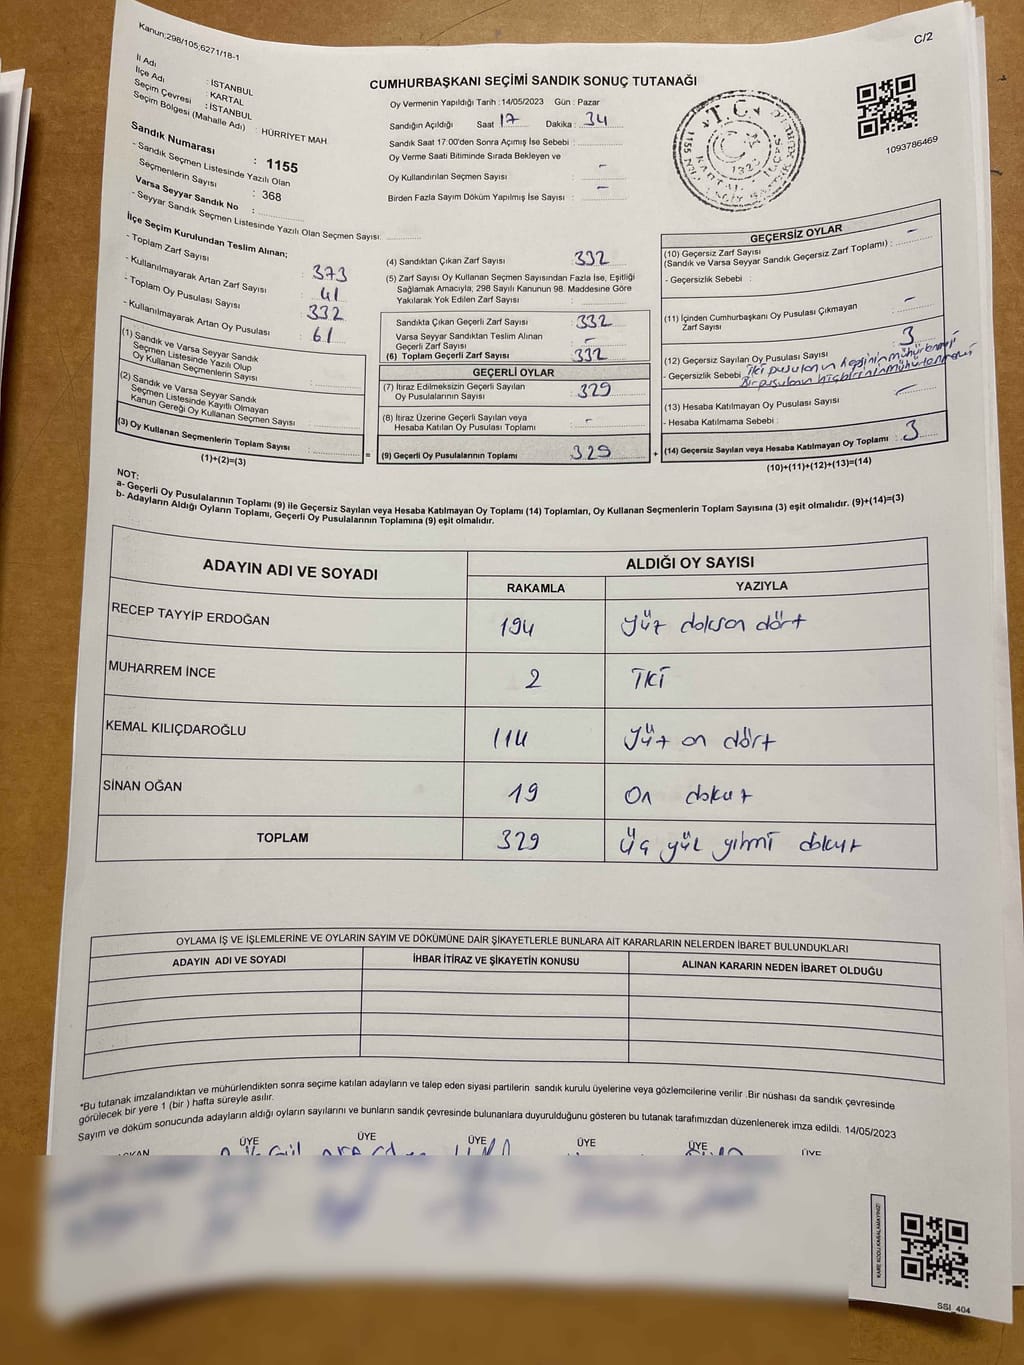 Kanun:298/105;6271/18-1
C/2
İl Adı : İSTANBUL
İlçe Adı : KARTAL
Seçim Çevresi : İSTANBUL
Seçim Bölgesi (Mahalle Adı) : HÜRRİYET MAH
Sandık Numarası : 1155
- Sandık Seçmen Listesinde Yazılı Olan
Seçmenlerin Sayısı : 368
Varsa Seyyar Sandık No :
- Seyyar Sandık Seçmen Listesinde Yazılı Olan Seçmen Sayısı:
CUMHURBAŞKANI SEÇİMİ SANDIK SONUÇ TUTANAĞI
Oy Vermenin Yapıldığı Tarih : 14/05/2023 Gün : Pazar
Sandığın Açıldığı Saat : 17 Dakika : 34
Sandık Saat 17:00'den Sonra Açımış İse Sebebi :
Oy Verme Saati Bitiminde Sırada Bekleyen ve
Oy Kullandırılan Seçmen Sayısı : -
Birden Fazla Sayım Döküm Yapılmış İse Sayısı : -
T.C.
1093786469
İlçe Seçim Kurulundan Teslim Alınan;
- Toplam Zarf Sayısı : 373
- Kullanılmayarak Artan Zarf Sayısı : 41
- Toplam Oy Pusulası Sayısı : 332
- Kullanılmayarak Artan Oy Pusulası : 61
(1) Sandık ve Varsa Seyyar Sandık
Seçmen Listesinde Yazılı Olup
Oy Kullanan Seçmenlerin Sayısı :
(2) Sandık ve Varsa Seyyar Sandık
Seçmen Listesinde Kayıtlı Olmayan
Kanun Gereği Oy Kullanan Seçmen Sayısı :
(3) Oy Kullanan Seçmenlerin Toplam Sayısı :
(1)+(2)=(3)
(4) Sandıktan Çıkan Zarf Sayısı : 332
(5) Zarf Sayısı Oy Kullanan Seçmen Sayısından Fazla İse, Eşitliği
Sağlamak Amacıyla; 298 Sayılı Kanunun 98. Maddesine Göre
Yakılarak Yok Edilen Zarf Sayısı :
Sandıkta Çıkan Geçerli Zarf Sayısı : 332
Varsa Seyyar Sandıktan Teslim Alınan
Geçerli Zarf Sayısı : -
(6) Toplam Geçerli Zarf Sayısı : 332
GEÇERLİ OYLAR
(7) İtiraz Edilmeksizin Geçerli Sayılan
Oy Pusulalarının Sayısı : 329
(8) İtiraz Üzerine Geçerli Sayılan veya
Hesaba Katılan Oy Pusulası Toplamı : -
= (9) Geçerli Oy Pusulalarının Toplamı : 329 +
GEÇERSİZ OYLAR
(10) Geçersiz Zarf Sayısı
(Sandık ve Varsa Seyyar Sandık Geçersiz Zarf Toplamı) : -
- Geçersizlik Sebebi :
(11) İçinden Cumhurbaşkanı Oy Pusulası Çıkmayan
Zarf Sayısı : -
(12) Geçersiz Sayılan Oy Pusulası Sayısı : 3
- Geçersizlik Sebebi : İki pusulanın hepsinin mühürlenmesi
Bir pusulanın hiçbirinin mühürlenmemesi
(13) Hesaba Katılmayan Oy Pusulası Sayısı : -
- Hesaba Katılmama Sebebi :
(14) Geçersiz Sayılan veya Hesaba Katılmayan Oy Toplamı : 3
(10)+(11)+(12)+(13)=(14)
NOT:
a- Geçerli Oy Pusulalarının Toplamı (9) ile Geçersiz Sayılan veya Hesaba Katılmayan Oy Toplamı (14) Toplamları, Oy Kullanan Seçmenlerin Toplam Sayısına (3) eşit olmalıdır. (9)+(14)=(3)
b- Adayların Aldığı Oyların Toplamı, Geçerli Oy Pusulalarının Toplamına (9) eşit olmalıdır.
ADAYIN ADI VE SOYADI ALDIĞI OY SAYISI
RAKAMLA YAZIYLA
RECEP TAYYİP ERDOĞAN 194 Yüz doksan dört
MUHARREM İNCE 2 İki
KEMAL KILIÇDAROĞLU 114 Yüz on dört
SİNAN OĞAN 19 On dokuz
TOPLAM 329 Üç yüz yirmi dokuz
OYLAMA İŞ VE İŞLEMLERİNE VE OYLARIN SAYIM VE DÖKÜMÜNE DAİR ŞİKAYETLERLE BUNLARA AİT KARARLARIN NELERDEN İBARET BULUNDUKLARI
ADAYIN ADI VE SOYADI İHBAR İTİRAZ VE ŞİKAYETİN KONUSU ALINAN KARARIN NEDEN İBARET OLDUĞU
*Bu tutanak imzalandıktan ve mühürlendikten sonra seçime katılan adayların ve talep eden siyasi partilerin sandık kurulu üyelerine veya gözlemcilerine verilir .Bir nüshası da sandık çevresinde
görülecek bir yere 1 (bir ) hafta süreyle asılır.
Sayım ve döküm sonucunda adayların aldığı oyların sayılarını ve bunların sandık çevresinde bulunanlara duyurulduğunu gösteren bu tutanak tarafımızdan düzenlenerek imza edildi. 14/05/2023
ÜYE ÜYE ÜYE ÜYE ÜYE ÜYE
KARE KODU KARALAMAYINIZ!
SSI_404